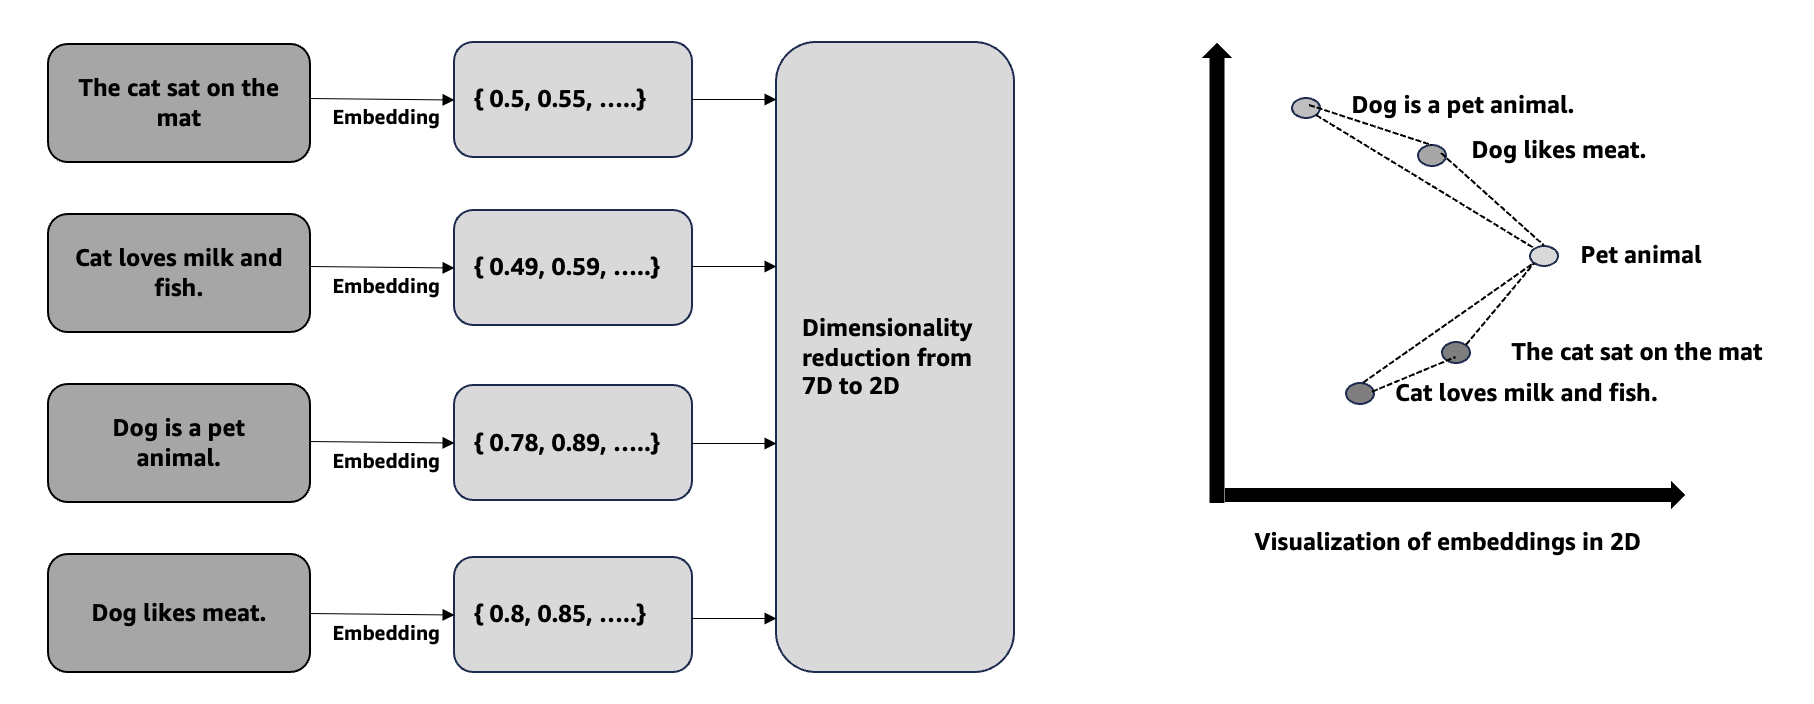 The cat sat on the
mat
Embedding
{ 0.5, 0.55, …..}
Cat loves milk and
fish.
Embedding
{ 0.49, 0.59, …..}
Dog is a pet
animal.
Embedding
{ 0.78, 0.89, …..}
Dog likes meat.
Embedding
{ 0.8, 0.85, …..}
Dimensionality
reduction from
7D to 2D
Dog is a pet animal.
Dog likes meat.
Pet animal
The cat sat on the mat
Cat loves milk and fish.
Visualization of embeddings in 2D